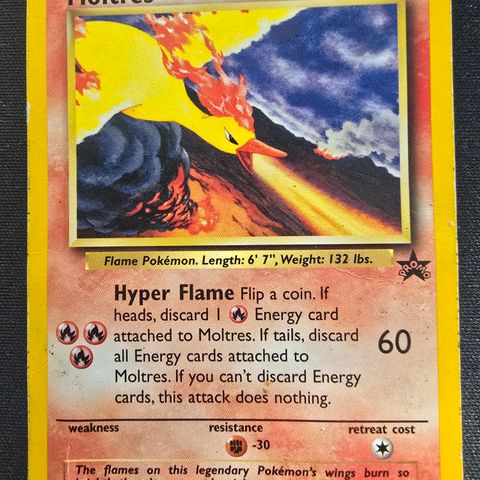 Moltres
Flame Pokémon. Length: 6' 7", Weight: 132 lbs.
PROMO
Hyper Flame Flip a coin. If
heads, discard 1 Energy card
attached to Moltres. If tails, discard
all Energy cards attached to
Moltres. If you can't discard Energy
cards, this attack does nothing.
60
weakness resistance retreat cost
-30
The flames on this legendary Pokémon's wings burn so